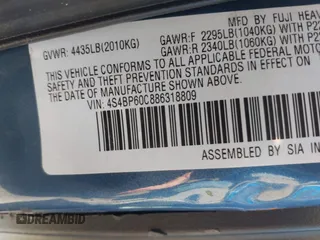 MFD BY FUJI HEAV
GVWR: 4435LB(2010KG) GAWR:F 2295LB(1040KG) WITH P22
GAWR:R 2340LB(1060KG) WITH P2
THIS VEHICLE CONFORMS TO ALL APPLICABLE FEDERAL MOTOR
SAFETY AND THEFT PREVENTION STANDARDS IN EFFECT ON THE
DATE OF MANUFACTURE SHOWN ABOVE.
VIN: 4S4BP60C886318809
ASSEMBLED BY SIA IN
DREAMBID